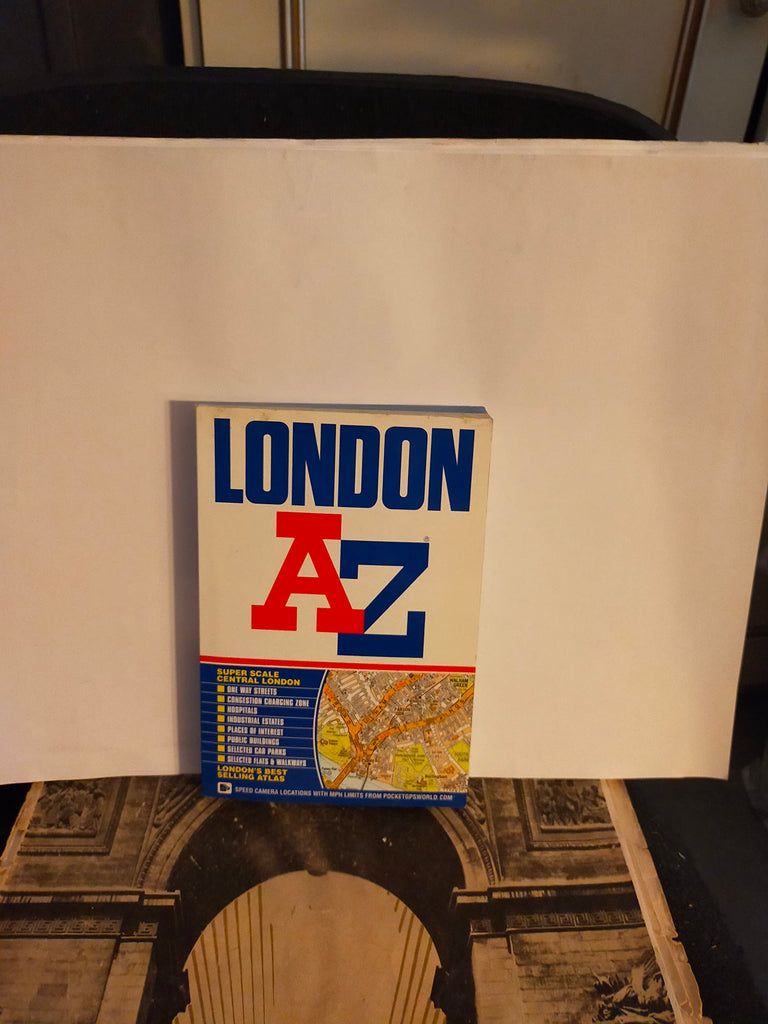 LONDON
AZ
®
SUPER SCALE
CENTRAL LONDON
ONE WAY STREETS
CONGESTION CHARGING ZONE
HOSPITALS
INDUSTRIAL ESTATES
PLACES OF INTEREST
PUBLIC BUILDINGS
SELECTED CAR PARKS
SELECTED FLATS & WALKWAYS
LONDON'S BEST
SELLING ATLAS
WALHAM
GREEN
SPEED CAMERA LOCATIONS WITH MPH LIMITS FROM POCKETGPSWORLD.COM